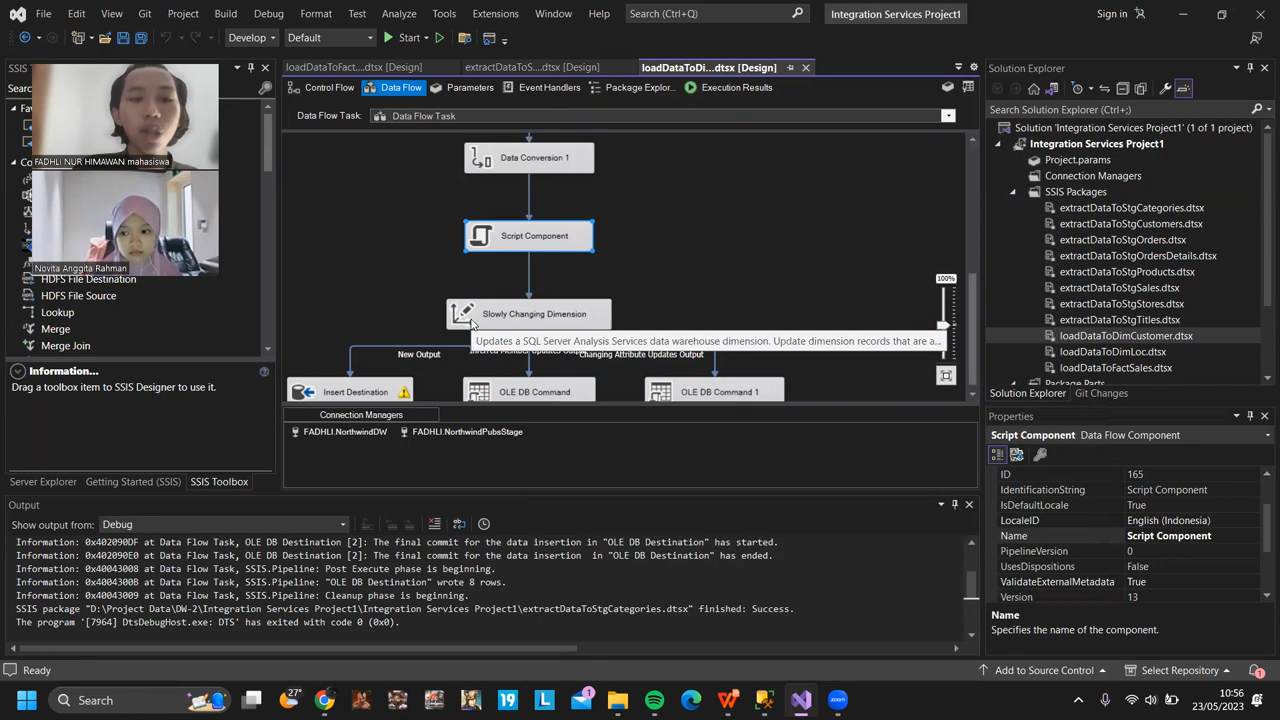 File Edit View Git Project Build Debug Format Test Analyze Tools Extensions Window Help Search (Ctrl+Q) Integration Services Project1 Sign in
Develop Default Start
SSIS
loadDataToFact....dtsx [Design] extractDataToS....dtsx [Design] loadDataToDi....dtsx [Design]
Control Flow Data Flow Parameters Event Handlers Package Explor... Execution Results
Data Flow Task: Data Flow Task
FADHLI NUR HIMAWAN mahasiswa
Novita Anggita Rahman
HDFS File Destination
HDFS File Source
Lookup
Merge
Merge Join
Information...
Drag a toolbox item to SSIS Designer to use it.
Server Explorer Getting Started (SSIS) SSIS Toolbox
Data Conversion 1
Script Component
Slowly Changing Dimension
Updates a SQL Server Analysis Services data warehouse dimension. Update dimension records that are a...
New Output
Inferred Member Updates Output
Changing Attribute Updates Output
Insert Destination OLE DB Command OLE DB Command 1
100%
Connection Managers
FADHLI.NorthwindDW FADHLI.NorthwindPubsStage
Solution Explorer
Search Solution Explorer (Ctrl+;)
Solution 'Integration Services Project1' (1 of 1 project)
Integration Services Project1
Project.params
Connection Managers
SSIS Packages
extractDataToStgCategories.dtsx
extractDataToStgCustomers.dtsx
extractDataToStgOrders.dtsx
extractDataToStgOrdersDetails.dtsx
extractDataToStgProducts.dtsx
extractDataToStgSales.dtsx
extractDataToStgStores.dtsx
extractDataToStgTitles.dtsx
loadDataToDimCustomer.dtsx
loadDataToDimLoc.dtsx
loadDataToFactSales.dtsx
Package Parts
Solution Explorer Git Changes
Properties
Script Component Data Flow Component
ID 165
IdentificationString Script Component
IsDefaultLocale True
LocaleID English (Indonesia)
Name Script Component
PipelineVersion 0
UsesDispositions False
ValidateExternalMetadata True
Version 13
Name
Specifies the name of the component.
Output
Show output from: Debug
Information: 0x402090DF at Data Flow Task, OLE DB Destination [2]: The final commit for the data insertion in "OLE DB Destination" has started.
Information: 0x402090E0 at Data Flow Task, OLE DB Destination [2]: The final commit for the data insertion  in "OLE DB Destination" has ended.
Information: 0x40043008 at Data Flow Task, SSIS.Pipeline: Post Execute phase is beginning.
Information: 0x4004300B at Data Flow Task, SSIS.Pipeline: "OLE DB Destination" wrote 8 rows.
Information: 0x40043009 at Data Flow Task, SSIS.Pipeline: Cleanup phase is beginning.
SSIS package "D:\Project Data\DW-2\Integration Services Project1\Integration Services Project1\extractDataToStgCategories.dtsx" finished: Success.
The program '[7964] DtsDebugHost.exe: DTS' has exited with code 0 (0x0).
Ready Add to Source Control Select Repository 1
Search 27° 19 L 1 zoom 10:56
23/05/2023